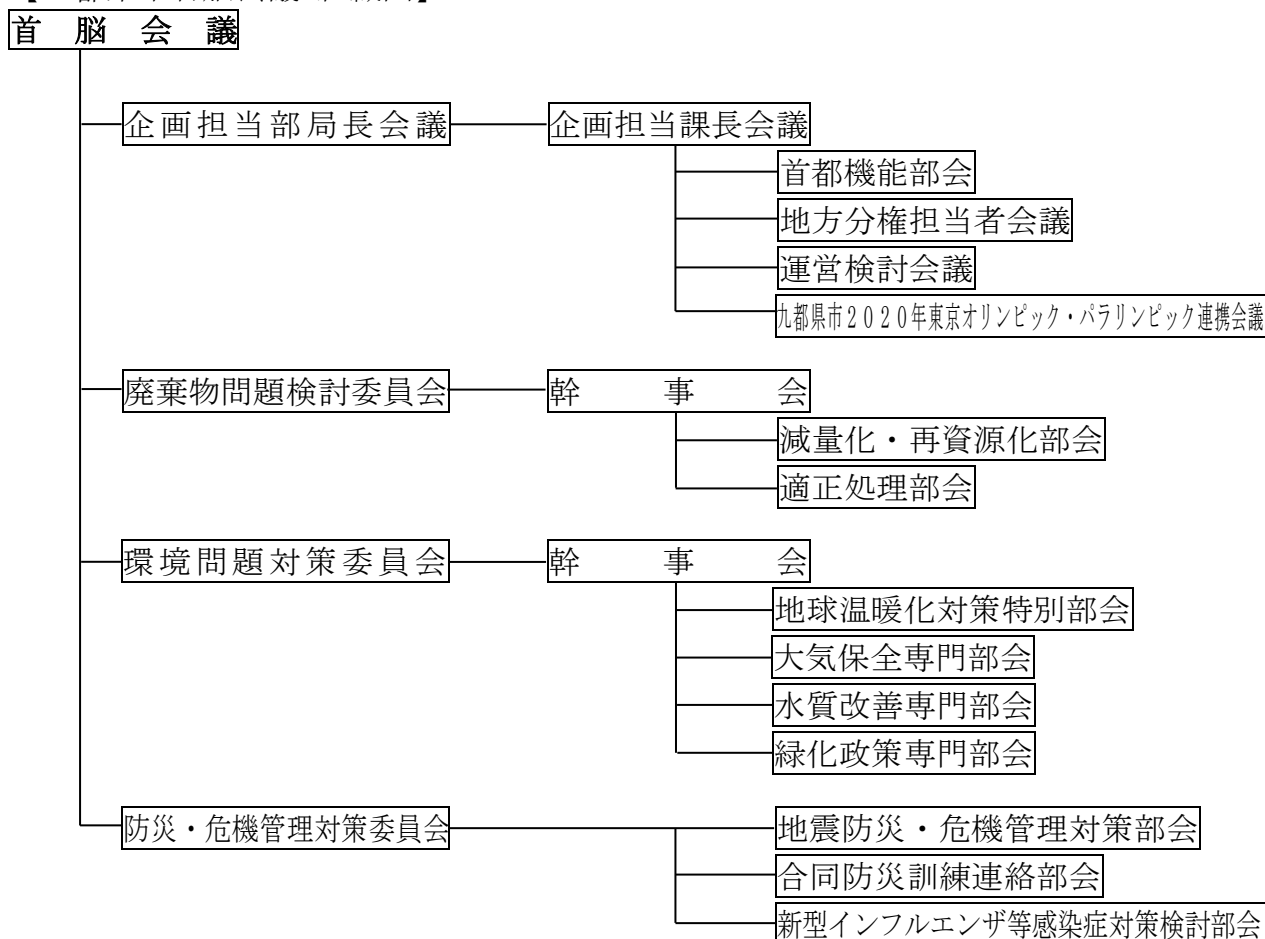 首脳会議
企画担当部局長会議 企画担当課長会議
首都機能部会
地方分権担当者会議
運営検討会議
九都県市２０２０年東京オリンピック・パラリンピック連携会議
廃棄物問題検討委員会 幹事会
減量化・再資源化部会
適正処理部会
環境問題対策委員会 幹事会
地球温暖化対策特別部会
大気保全専門部会
水質改善専門部会
緑化政策専門部会
防災・危機管理対策委員会 地震防災・危機管理対策部会
合同防災訓練連絡部会
新型インフルエンザ等感染症対策検討部会